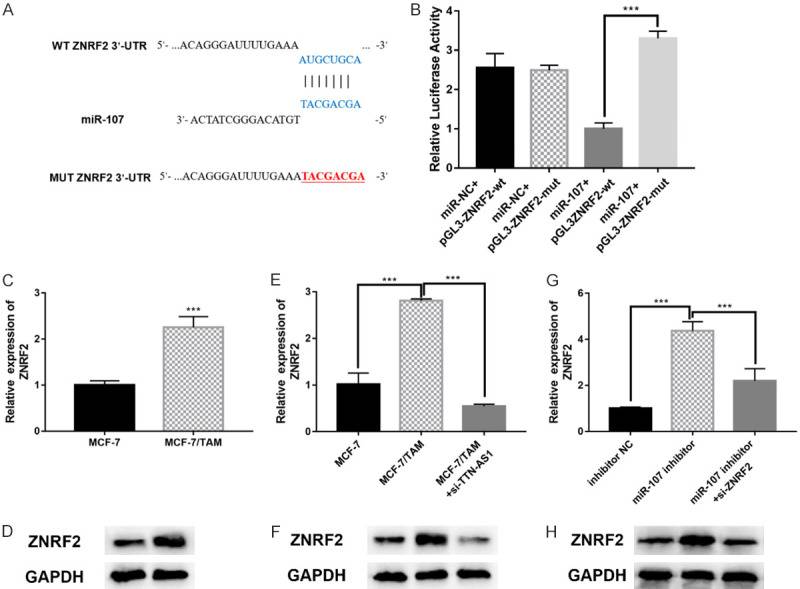 A
WT ZNRF2 3'-UTR 5'- ...ACAGGGAUUUUGAAA ... -3'
AUGCUGCA
TACGACGA
miR-107 3'- ACTATCGGGACATGT -5'
MUT ZNRF2 3'-UTR 5'- ...ACAGGGAUUUUGAAATACGACGA -3'
B
Relative Luciferase Activity
4
3
2
1
0
***
miR-NC+
pGL3-ZNRF2-wt
miR-NC+
pGL3-ZNRF2-mut
miR-107+
pGL3ZNRF2-wt
miR-107+
pGL3-ZNRF2-mut
C
Relative expression of
ZNRF2
3
2
1
0
***
MCF-7
MCF-7/TAM
E
Relative expression of
ZNRF2
3
2
1
0
***
***
MCF-7
MCF-7/TAM
MCF-7/TAM
+si-TTN-AS1
G
Relative expression of
ZNRF2
6
4
2
0
***
***
inhibitor NC
miR-107 inhibitor
miR-107 inhibitor
+si-ZNRF2
D
ZNRF2
GAPDH
F
ZNRF2
GAPDH
H
ZNRF2
GAPDH